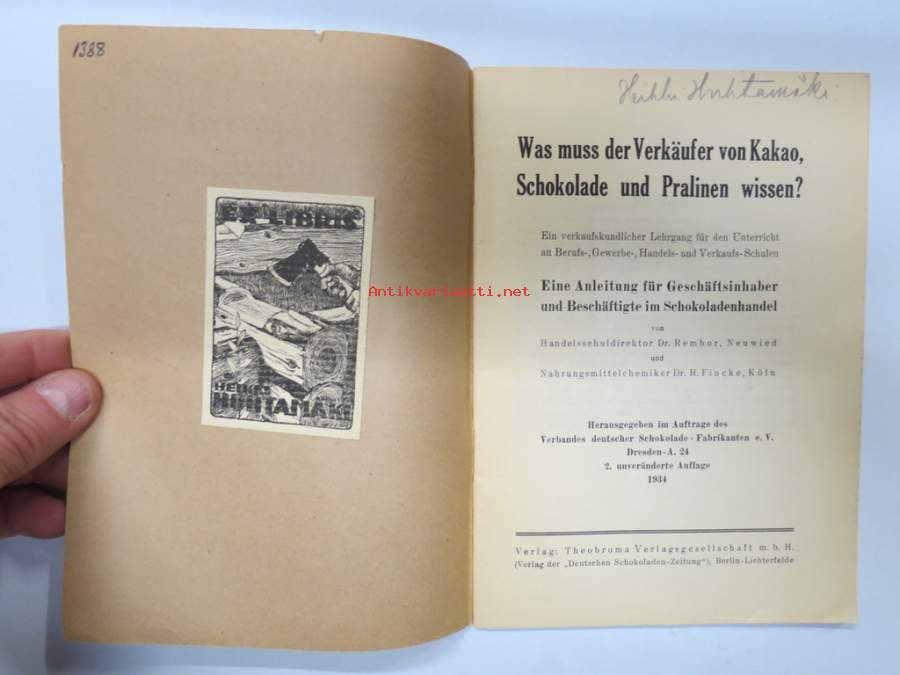 1388
EX LIBRIS
HEIKKI
HUHTAMÄKI
Antikvariaatti.net
Heikki Huhtamäki
Was muss der Verkäufer von Kakao,
Schokolade und Pralinen wissen?
Ein verkaufskundlicher Lehrgang für den Unterricht
an Berufs-, Gewerbe-, Handels- und Verkaufs-Schulen
Eine Anleitung für Geschäftsinhaber
und Beschäftigte im Schokoladenhandel
von
Handelsschuldirektor Dr. Rembor, Neuwied
und
Nahrungsmittelchemiker Dr. H. Fincke, Köln
Herausgegeben im Auftrage des
Verbandes deutscher Schokolade-Fabrikanten e. V.
Dresden-A. 24
2. unveränderte Auflage
1934
Verlag: Theobroma Verlagsgesellschaft m. b. H.
(Verlag der „Deutschen Schokoladen-Zeitung"), Berlin-Lichterfelde